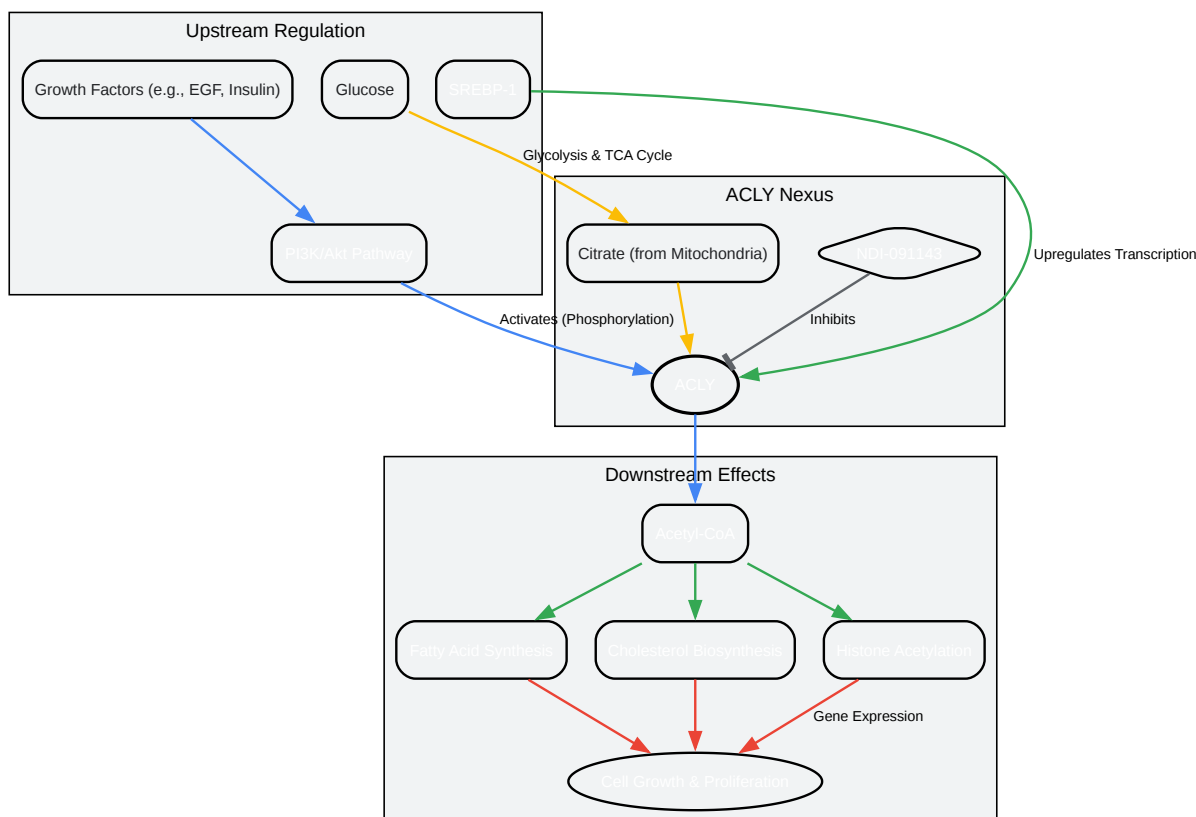 Upstream Regulation
Growth Factors (e.g., EGF, Insulin)
Glucose
SREBP-1
Glycolysis & TCA Cycle
ACLY Nexus
PI3K/Akt Pathway
Citrate (from Mitochondria)
NDI-091143
Upregulates Transcription
Activates (Phosphorylation)
Inhibits
ACLY
Downstream Effects
Acetyl-CoA
Fatty Acid Synthesis
Cholesterol Biosynthesis
Histone Acetylation
Gene Expression
Cell Growth & Proliferation